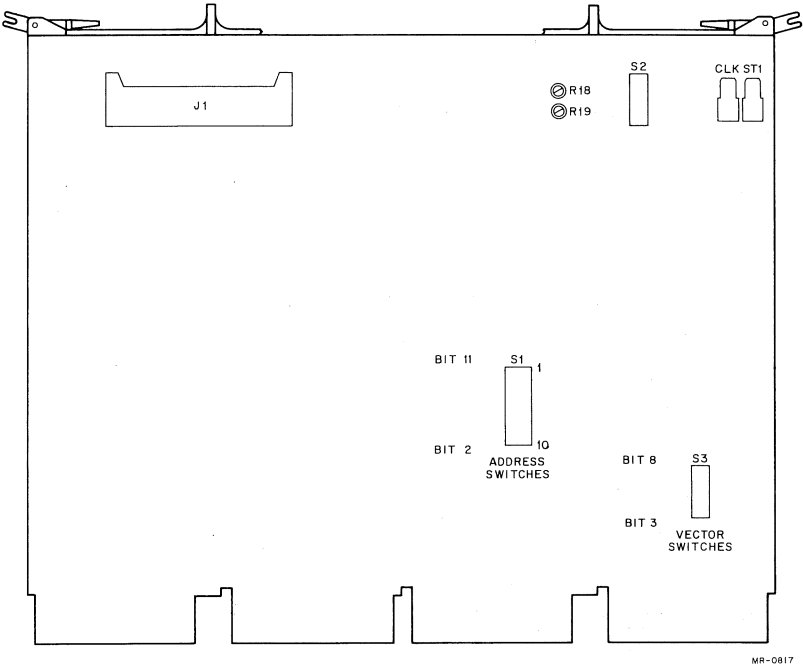 S2
CLK ST1
J1
R18
R19
BIT 11
S1
1
BIT 2
10
ADDRESS
SWITCHES
BIT 8
S3
BIT 3
VECTOR
SWITCHES
MR-0817